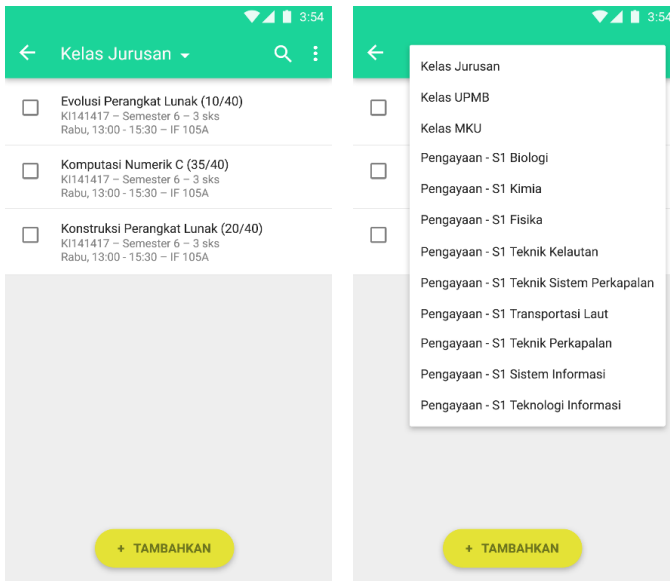 3:54
Kelas Jurusan
Evolusi Perangkat Lunak (10/40)
KI141417 – Semester 6 – 3 sks
Rabu, 13:00 - 15:30 – IF 105A
Komputasi Numerik C (35/40)
KI141417 – Semester 6 – 3 sks
Rabu, 13:00 - 15:30 – IF 105A
Konstruksi Perangkat Lunak (20/40)
KI141417 – Semester 6 – 3 sks
Rabu, 13:00 - 15:30 – IF 105A
+ TAMBAHKAN
3:54
Kelas Jurusan
Kelas UPMB
Kelas MKU
Pengayaan - S1 Biologi
Pengayaan - S1 Kimia
Pengayaan - S1 Fisika
Pengayaan - S1 Teknik Kelautan
Pengayaan - S1 Teknik Sistem Perkapalan
Pengayaan - S1 Transportasi Laut
Pengayaan - S1 Teknik Perkapalan
Pengayaan - S1 Sistem Informasi
Pengayaan - S1 Teknologi Informasi
+ TAMBAHKAN